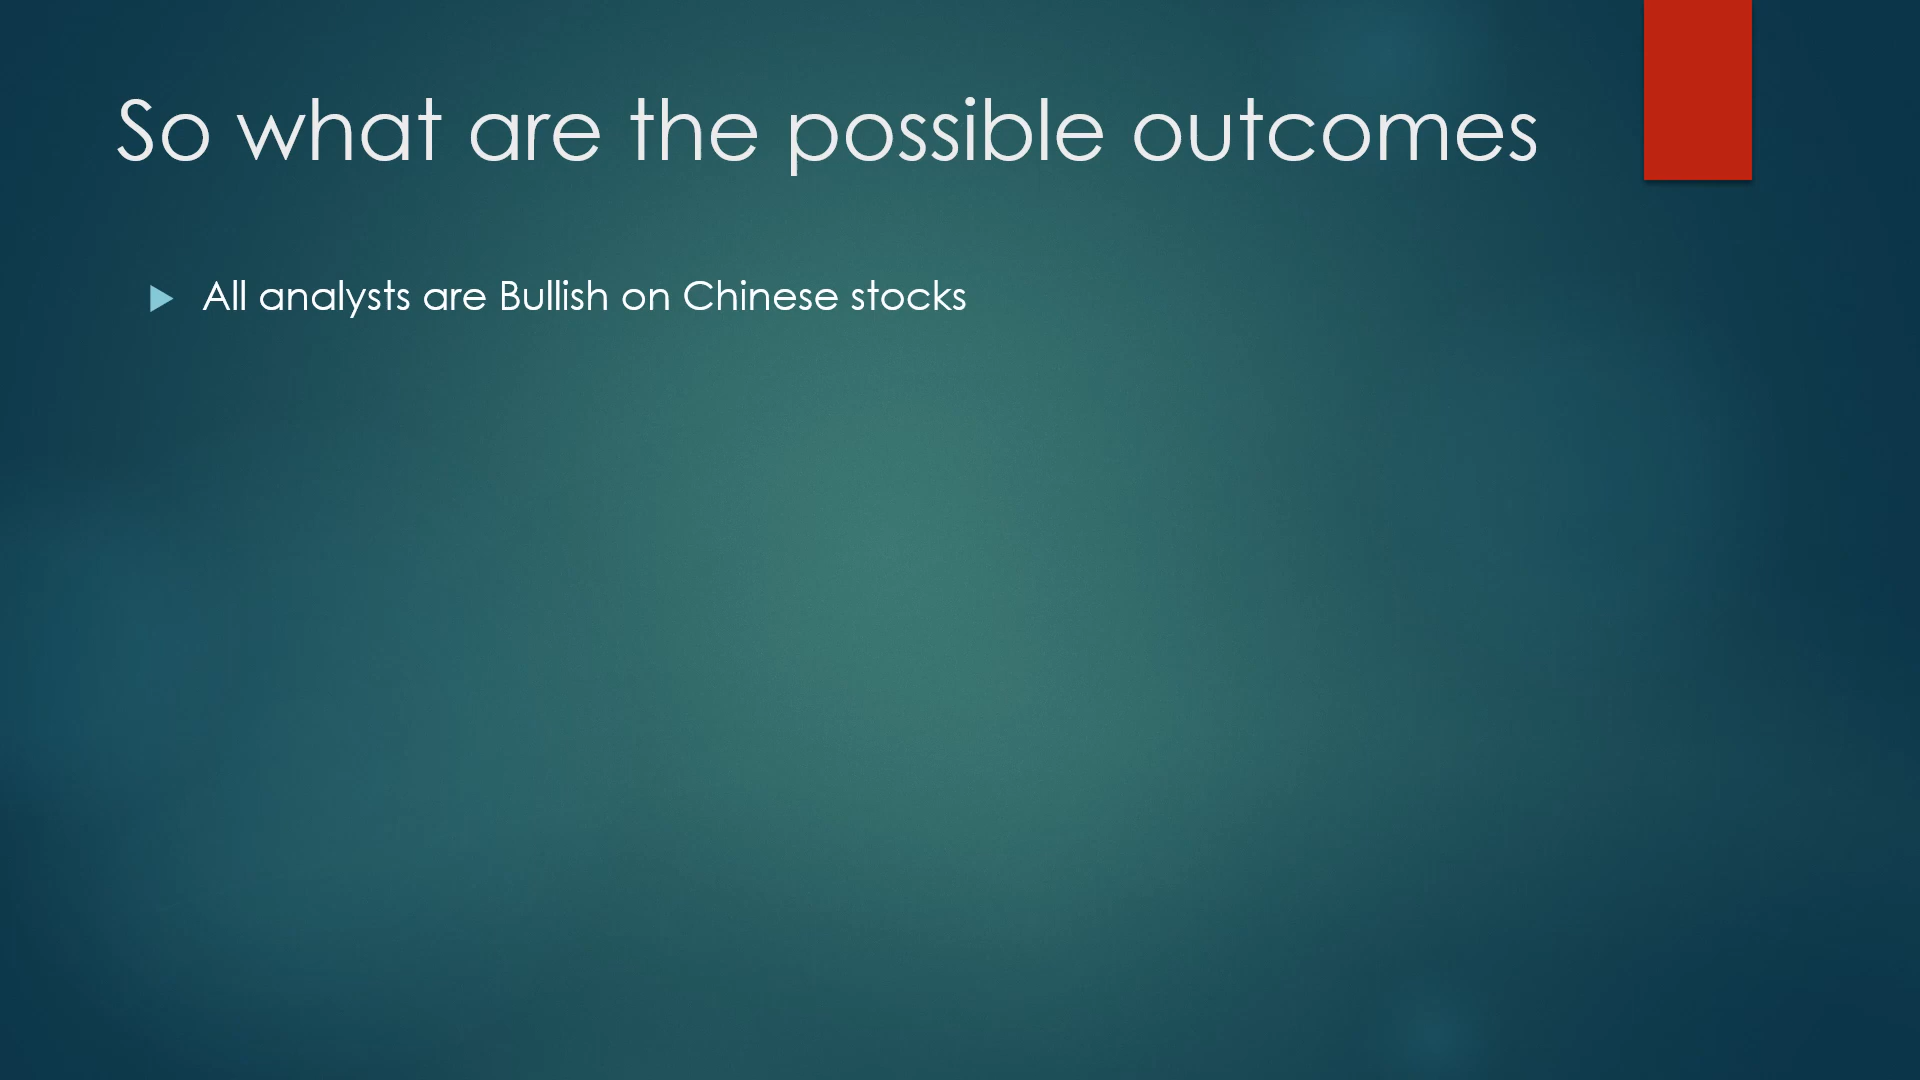 So what are the possible outcomes
All analysts are Bullish on Chinese stocks